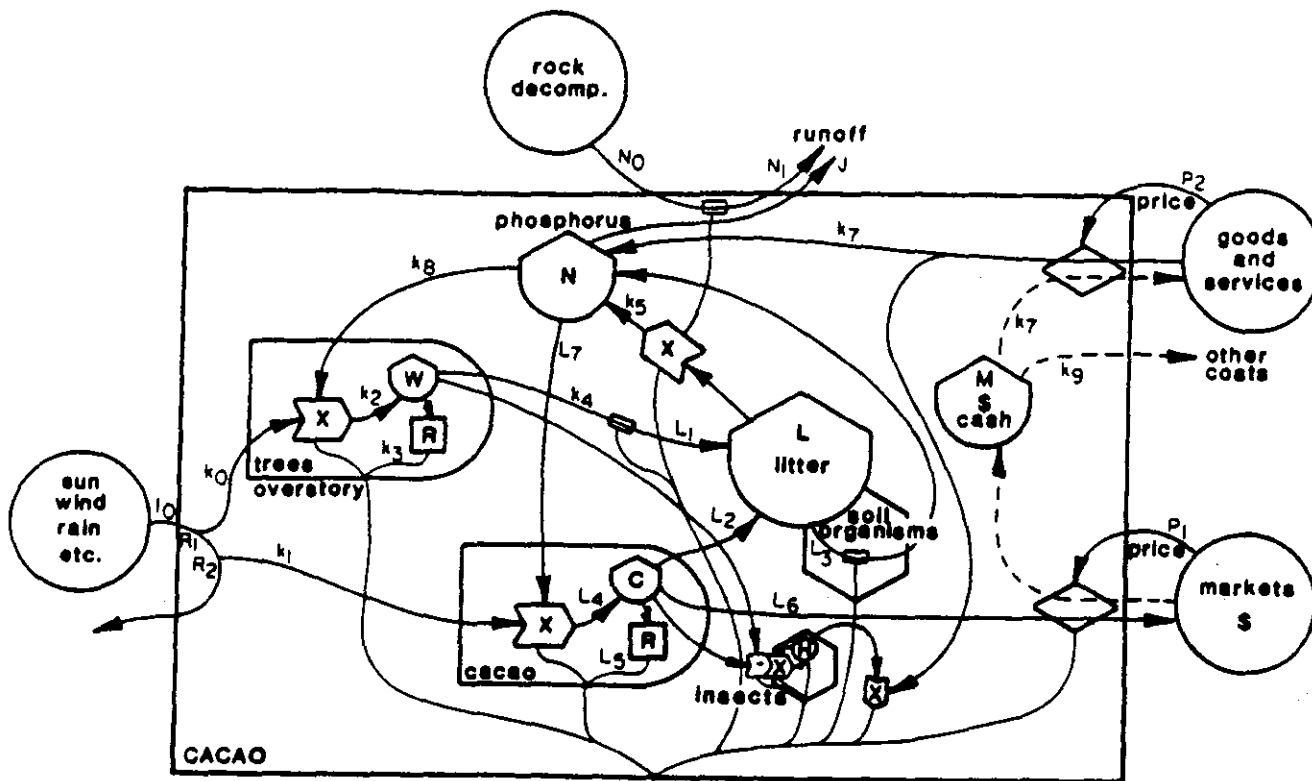 rock
decomp.
runoff
N0
N1
J
P2
price
phosphorus
k7
goods
and
services
k8
N
k5
k7
X
L7
other
costs
k9
M
$
cash
W
k2
k4
X
L1
L
litter
R
k3
trees
overstory
k0
sun
wind
rain
etc.
I0
R1
R2
k1
L2
soil
organisms
L3
P1
price
C
L4
L6
markets
$
X
R
L5
cacao
H
-
X
X
insects
CACAO